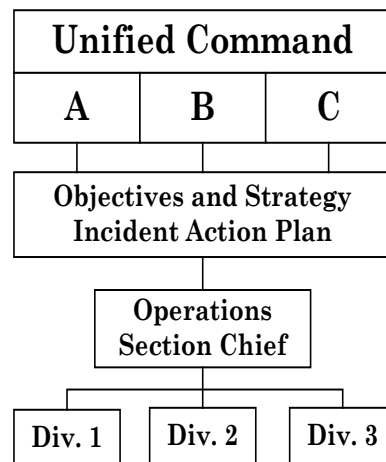 Unified Command
A B C
Objectives and Strategy
Incident Action Plan
Operations
Section Chief
Div. 1 Div. 2 Div. 3